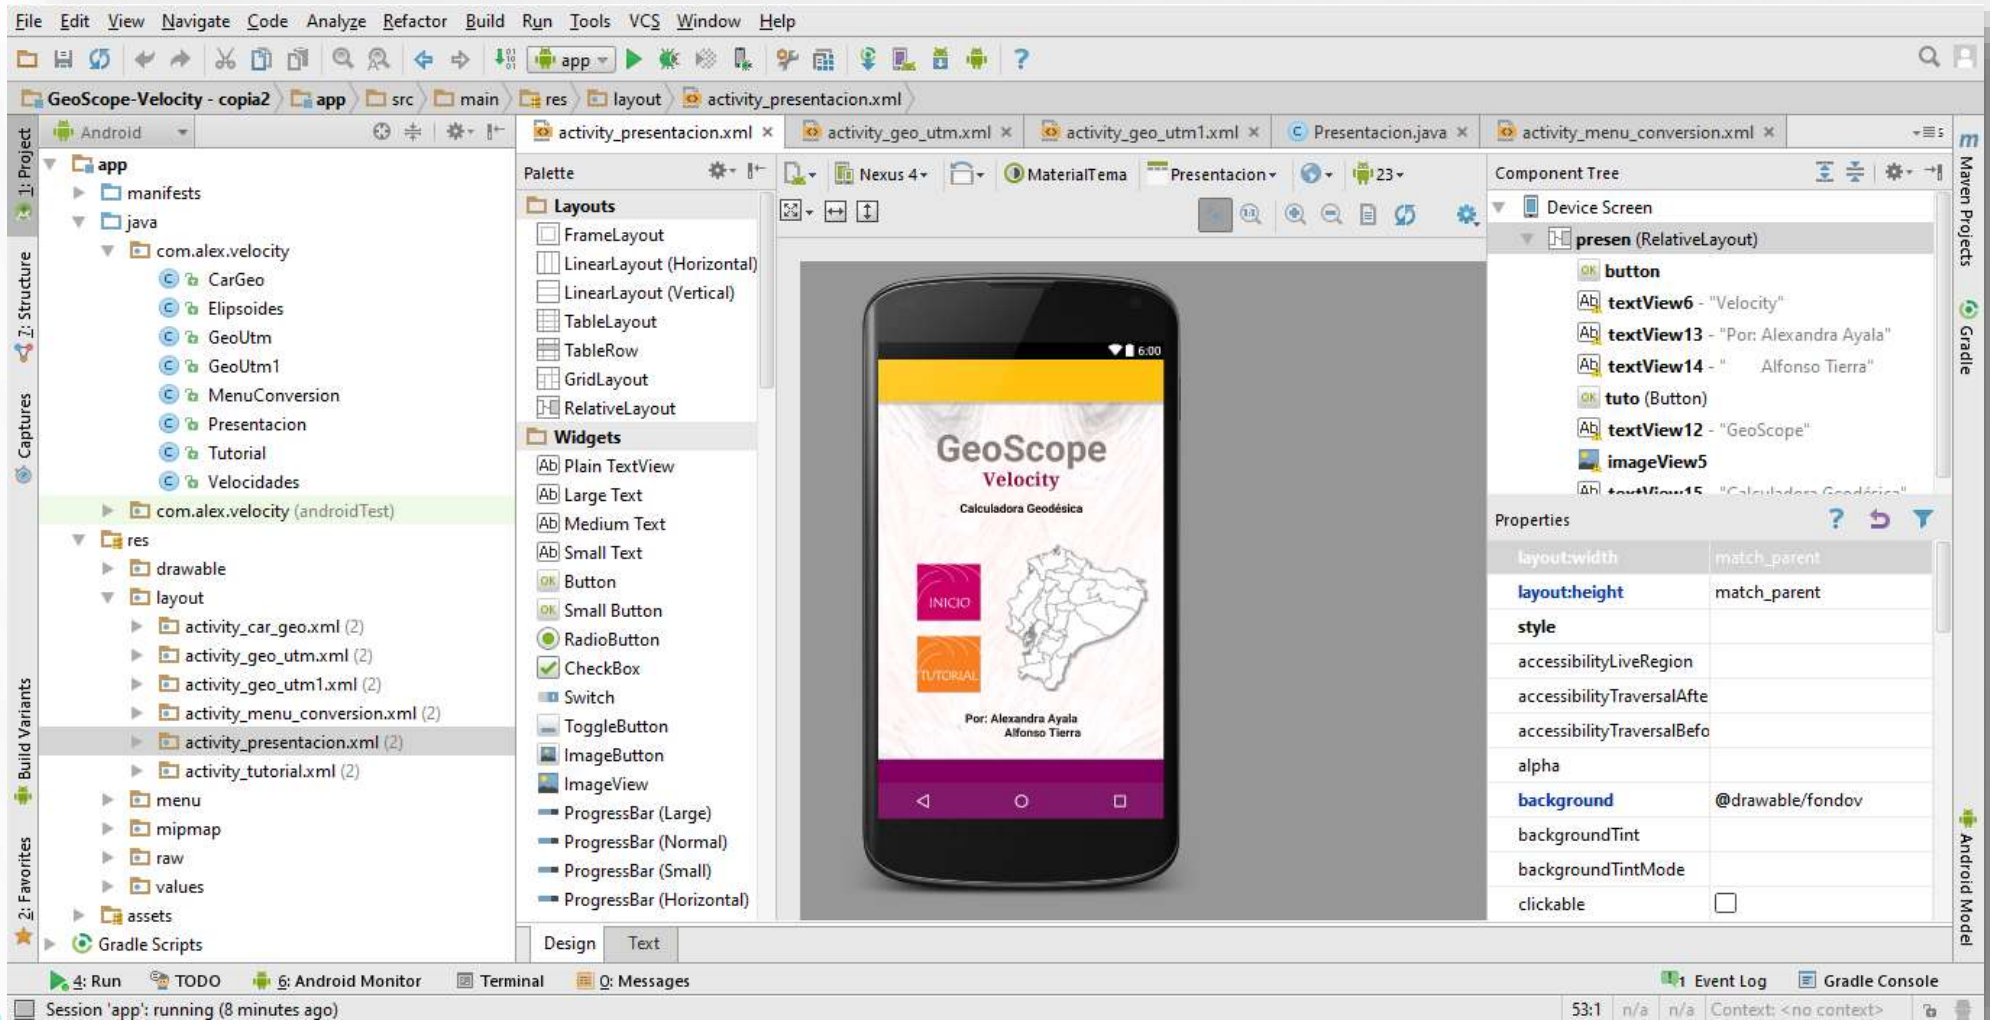 File Edit View Navigate Code Analyze Refactor Build Run Tools VCS Window Help
app
GeoScope-Velocity - copia2 app src main res layout activity_presentacion.xml
Android
activity_presentacion.xml × activity_geo_utm.xml × activity_geo_utm1.xml × Presentacion.java × activity_menu_conversion.xml ×
1: Project
7: Structure
Captures
Build Variants
2: Favorites
app
manifests
java
com.alex.velocity
CarGeo
Elipsoides
GeoUtm
GeoUtm1
MenuConversion
Presentacion
Tutorial
Velocidades
com.alex.velocity (androidTest)
res
drawable
layout
activity_car_geo.xml (2)
activity_geo_utm.xml (2)
activity_geo_utm1.xml (2)
activity_menu_conversion.xml (2)
activity_presentacion.xml (2)
activity_tutorial.xml (2)
menu
mipmap
raw
values
assets
Gradle Scripts
Palette
Layouts
FrameLayout
LinearLayout (Horizontal)
LinearLayout (Vertical)
TableLayout
TableRow
GridLayout
RelativeLayout
Widgets
Plain TextView
Large Text
Medium Text
Small Text
Button
Small Button
RadioButton
CheckBox
Switch
ToggleButton
ImageButton
ImageView
ProgressBar (Large)
ProgressBar (Normal)
ProgressBar (Small)
ProgressBar (Horizontal)
Design Text
Nexus 4 MaterialTema Presentacion 23
6:00
GeoScope
Velocity
Calculadora Geodésica
INICIO
TUTORIAL
Por: Alexandra Ayala
Alfonso Tierra
Component Tree
Device Screen
presen (RelativeLayout)
button
textView6 - "Velocity"
textView13 - "Por: Alexandra Ayala"
textView14 - " Alfonso Tierra"
tuto (Button)
textView12 - "GeoScope"
imageView5
textView15 - "Calculadora Geodésica"
Properties
layout:width match_parent
layout:height match_parent
style
accessibilityLiveRegion
accessibilityTraversalAfte
accessibilityTraversalBefo
alpha
background @drawable/fondov
backgroundTint
backgroundTintMode
clickable
Maven Projects
Gradle
Android Model
4: Run TODO 6: Android Monitor Terminal 0: Messages 1 Event Log Gradle Console
Session 'app': running (8 minutes ago) 53:1 n/a n/a Context: <no context>